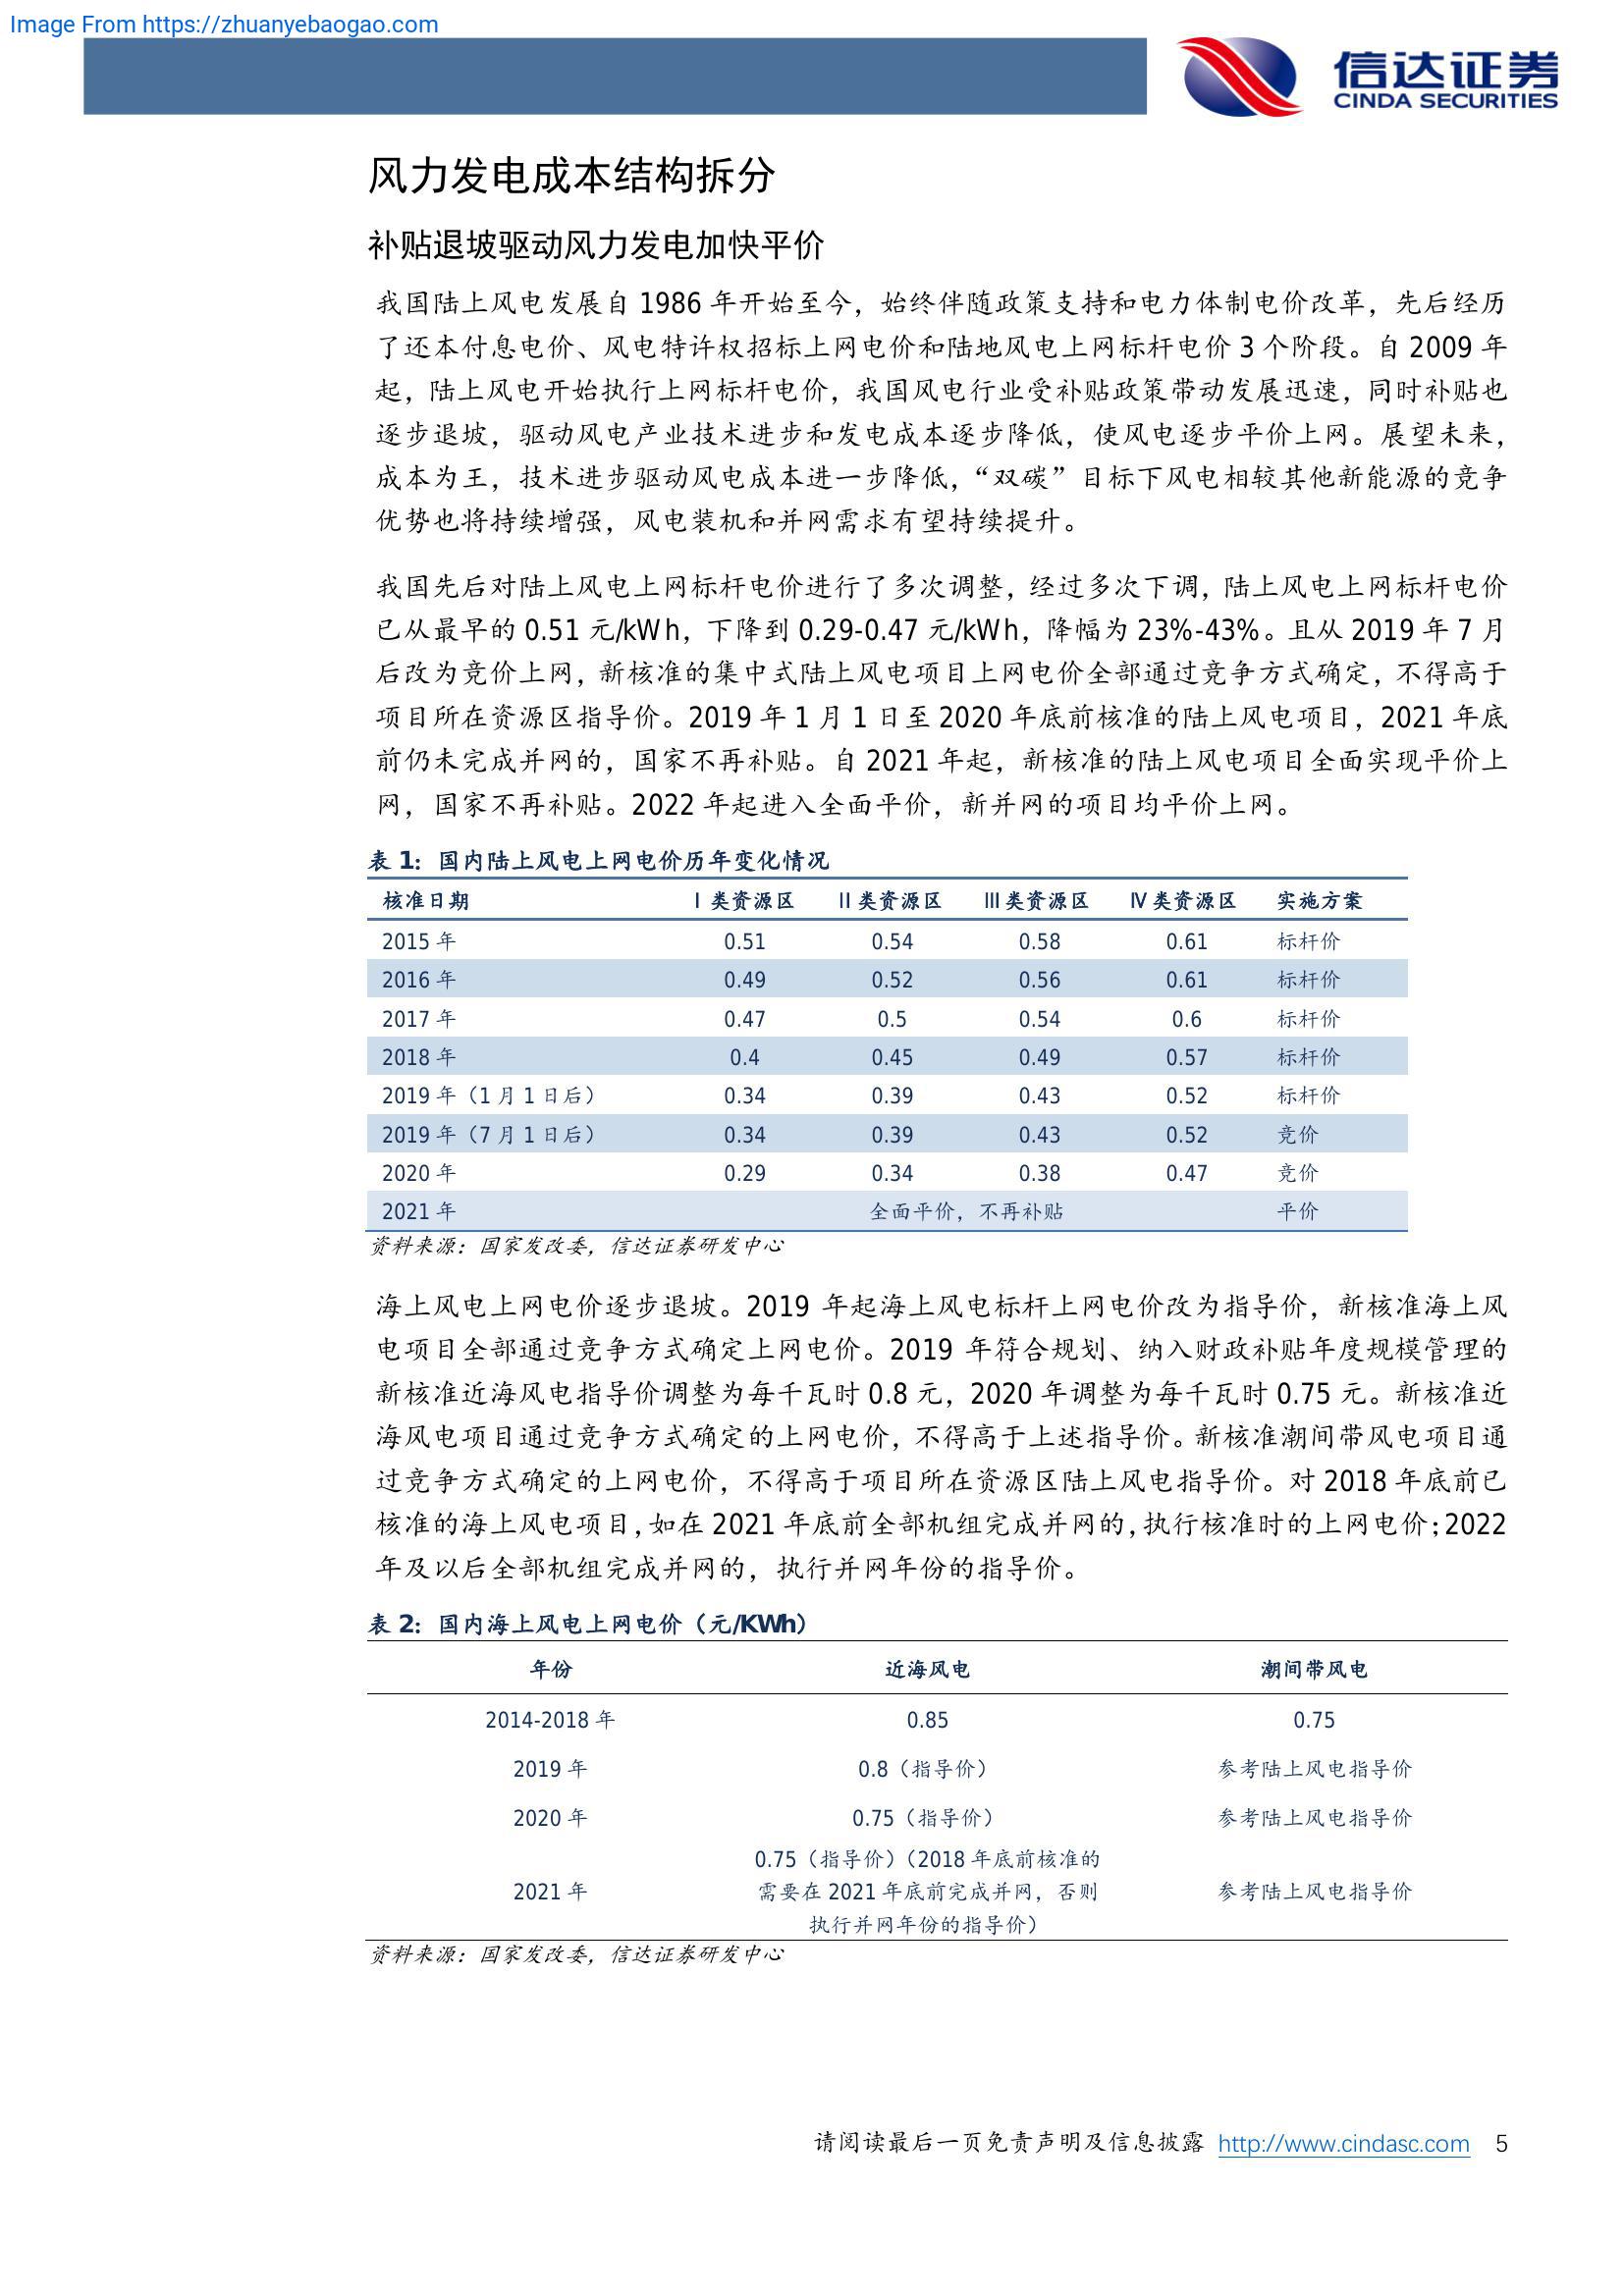 Image From https://zhuanyebaogao.com
信达证券
CINDA SECURITIES
风力发电成本结构拆分
补贴退坡驱动风力发电加快平价
我国陆上风电发展自 1986 年开始至今，始终伴随政策支持和电力体制电价改革，先后经历
了还本付息电价、风电特许权招标上网电价和陆地风电上网标杆电价 3 个阶段。自 2009 年
起，陆上风电开始执行上网标杆电价，我国风电行业受补贴政策带动发展迅速，同时补贴也
逐步退坡，驱动风电产业技术进步和发电成本逐步降低，使风电逐步平价上网。展望未来，
成本为王，技术进步驱动风电成本进一步降低，“双碳”目标下风电相较其他新能源的竞争
优势也将持续增强，风电装机和并网需求有望持续提升。
我国先后对陆上风电上网标杆电价进行了多次调整，经过多次下调，陆上风电上网标杆电价
已从最早的 0.51 元/kWh，下降到 0.29-0.47 元/kWh，降幅为 23%-43%。且从 2019 年 7 月
后改为竞价上网，新核准的集中式陆上风电项目上网电价全部通过竞争方式确定，不得高于
项目所在资源区指导价。2019 年 1 月 1 日至 2020 年底前核准的陆上风电项目，2021 年底
前仍未完成并网的，国家不再补贴。自 2021 年起，新核准的陆上风电项目全面实现平价上
网，国家不再补贴。2022 年起进入全面平价，新并网的项目均平价上网。
表 1：国内陆上风电上网电价历年变化情况
核准日期 Ⅰ类资源区 Ⅱ类资源区 Ⅲ类资源区 Ⅳ类资源区 实施方案
2015 年 0.51 0.54 0.58 0.61 标杆价
2016 年 0.49 0.52 0.56 0.61 标杆价
2017 年 0.47 0.5 0.54 0.6 标杆价
2018 年 0.4 0.45 0.49 0.57 标杆价
2019 年（1 月 1 日后） 0.34 0.39 0.43 0.52 标杆价
2019 年（7 月 1 日后） 0.34 0.39 0.43 0.52 竞价
2020 年 0.29 0.34 0.38 0.47 竞价
2021 年 全面平价，不再补贴 平价
资料来源：国家发改委，信达证券研发中心
海上风电上网电价逐步退坡。2019 年起海上风电标杆上网电价改为指导价，新核准海上风
电项目全部通过竞争方式确定上网电价。2019 年符合规划、纳入财政补贴年度规模管理的
新核准近海风电指导价调整为每千瓦时 0.8 元，2020 年调整为每千瓦时 0.75 元。新核准近
海风电项目通过竞争方式确定的上网电价，不得高于上述指导价。新核准潮间带风电项目通
过竞争方式确定的上网电价，不得高于项目所在资源区陆上风电指导价。对 2018 年底前已
核准的海上风电项目，如在 2021 年底前全部机组完成并网的，执行核准时的上网电价；2022
年及以后全部机组完成并网的，执行并网年份的指导价。
表 2：国内海上风电上网电价（元/KWh）
年份 近海风电 潮间带风电
2014-2018 年 0.85 0.75
2019 年 0.8（指导价） 参考陆上风电指导价
2020 年 0.75（指导价） 参考陆上风电指导价
0.75（指导价）（2018 年底前核准的
2021 年 需要在 2021 年底前完成并网，否则 参考陆上风电指导价
执行并网年份的指导价）
资料来源：国家发改委，信达证券研发中心
请阅读最后一页免责声明及信息披露 http://www.cindasc.com 5